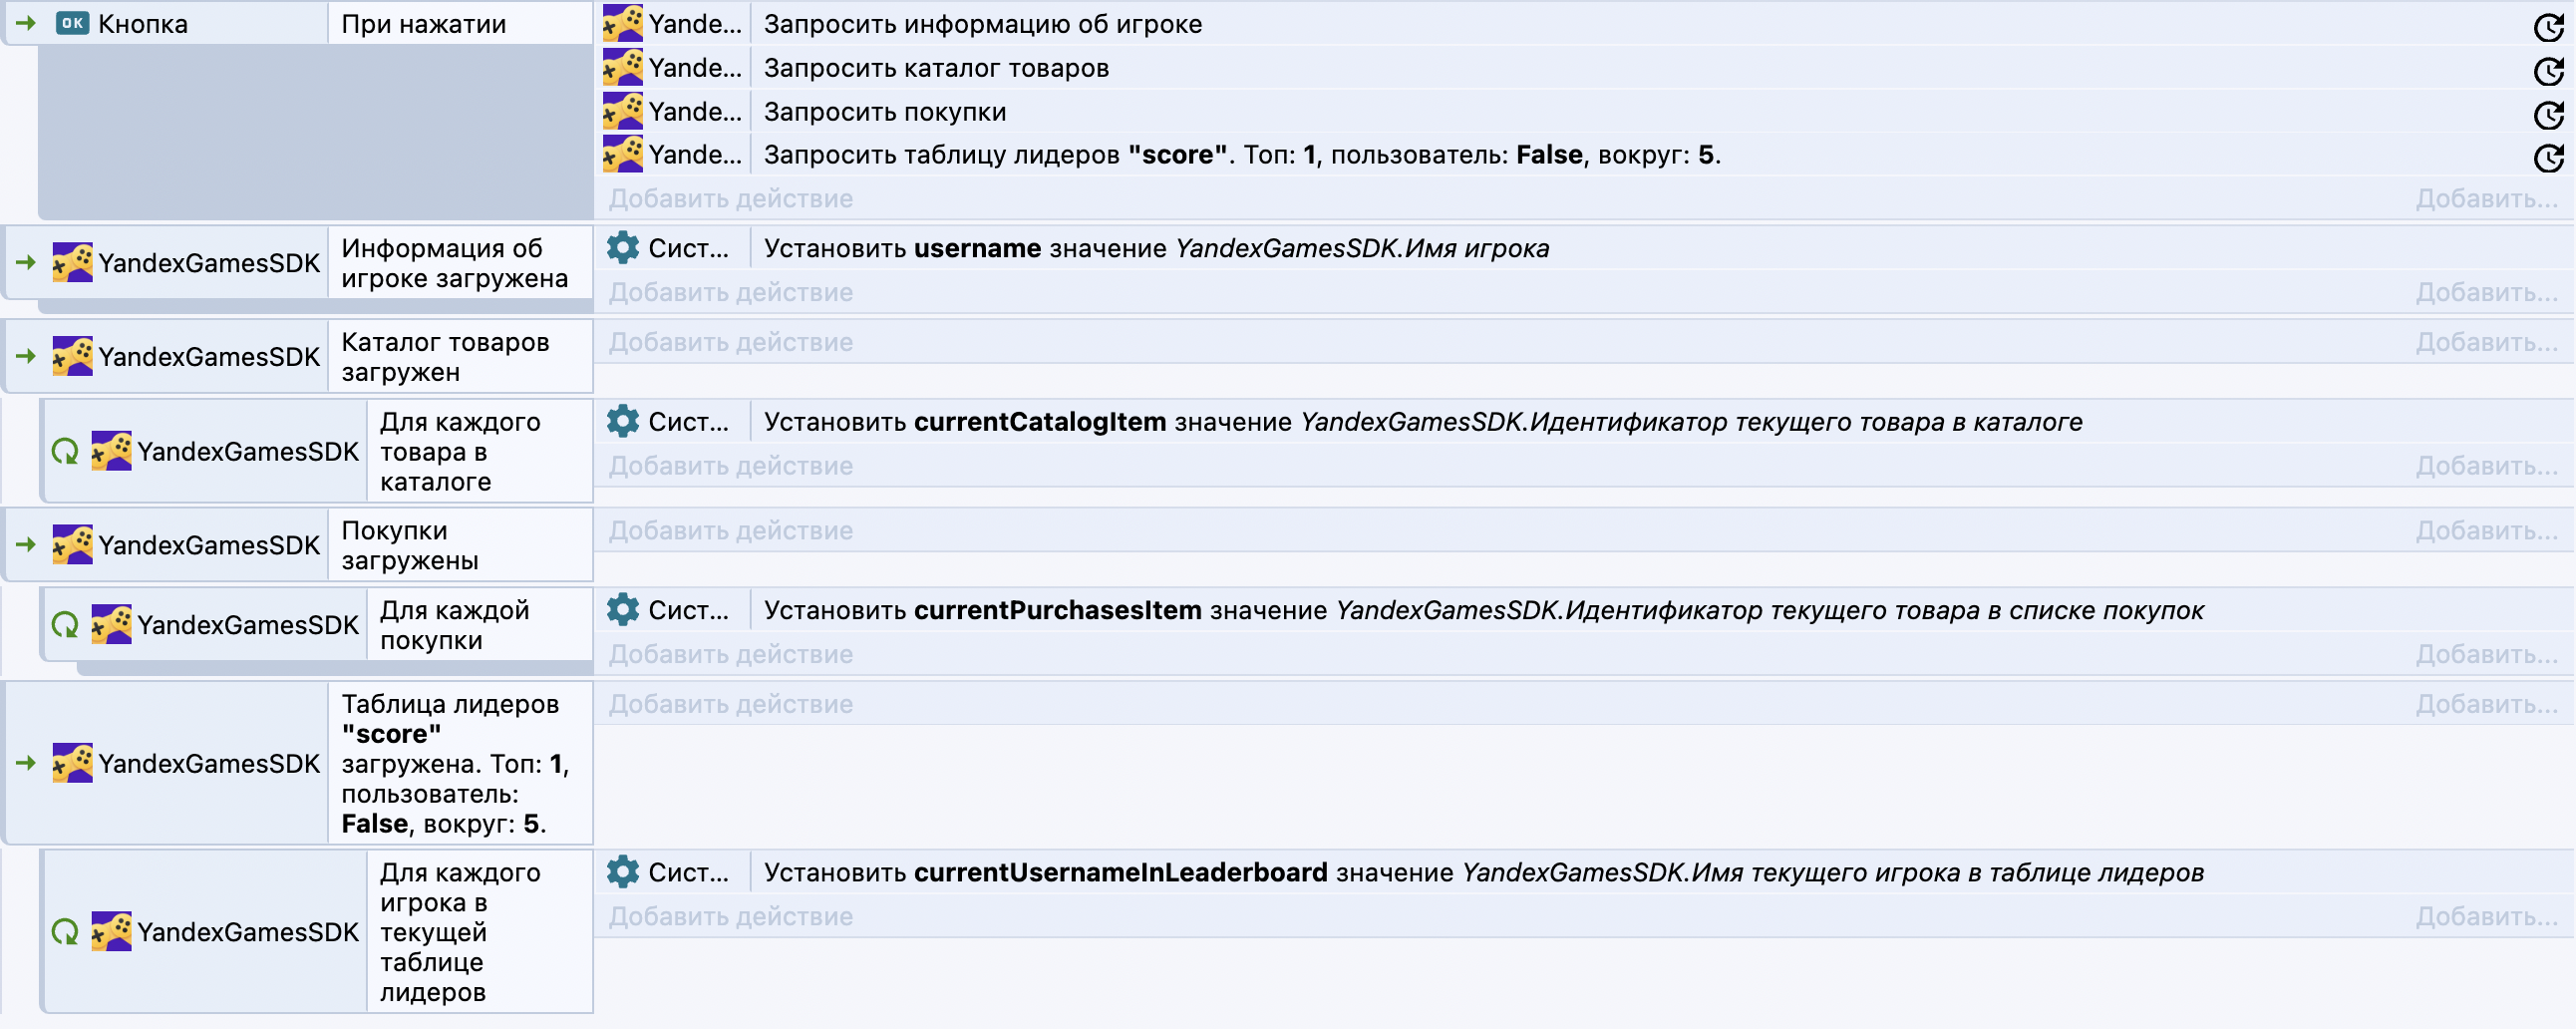 OK Кнопка
При нажатии
Yande... Запросить информацию об игроке
Yande... Запросить каталог товаров
Yande... Запросить покупки
Yande... Запросить таблицу лидеров "score". Топ: 1, пользователь: False, вокруг: 5.
Добавить действие
Добавить...
YandexGamesSDK
Информация об
игроке загружена
Сист... Установить username значение YandexGamesSDK.Имя игрока
Добавить действие
Добавить...
YandexGamesSDK
Каталог товаров
загружен
Добавить действие
Добавить...
YandexGamesSDK
Для каждого
товара в
каталоге
Сист... Установить currentCatalogItem значение YandexGamesSDK.Идентификатор текущего товара в каталоге
Добавить действие
Добавить...
YandexGamesSDK
Покупки
загружены
Добавить действие
Добавить...
YandexGamesSDK
Для каждой
покупки
Сист... Установить currentPurchasesItem значение YandexGamesSDK.Идентификатор текущего товара в списке покупок
Добавить действие
Добавить...
YandexGamesSDK
Таблица лидеров
"score"
загружена. Топ: 1,
пользователь:
False, вокруг: 5.
Добавить действие
Добавить...
YandexGamesSDK
Для каждого
игрока в
текущей
таблице
лидеров
Сист... Установить currentUsernameInLeaderboard значение YandexGamesSDK.Имя текущего игрока в таблице лидеров
Добавить действие
Добавить...